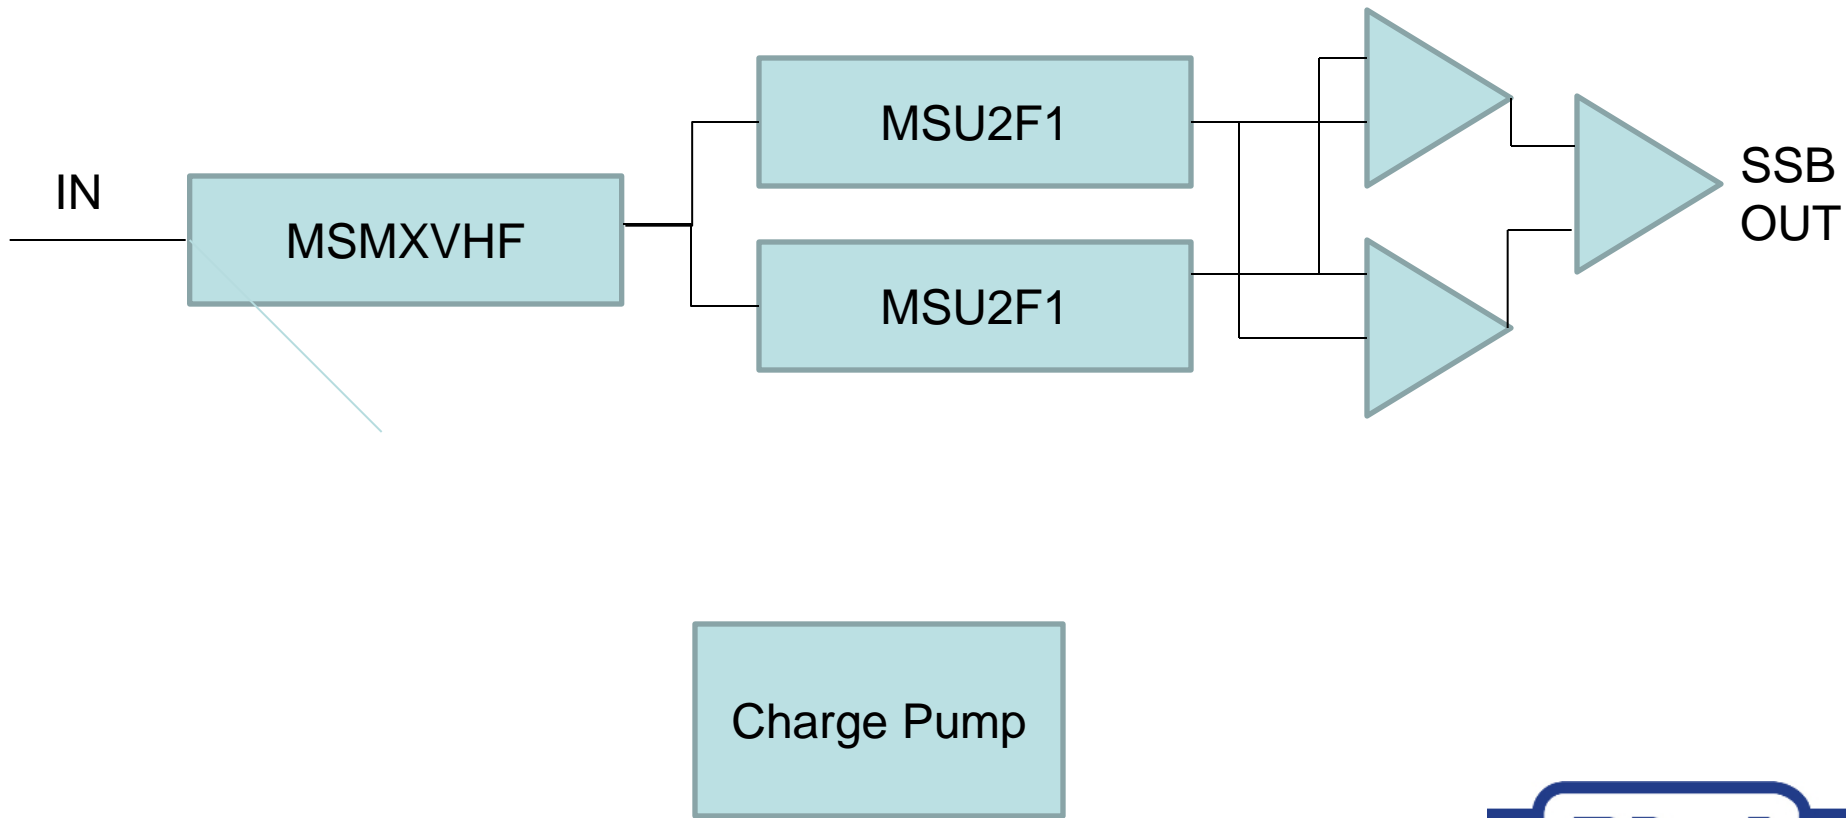 IN
MSMXVHF
MSU2F1
MSU2F1
SSB
OUT
Charge Pump